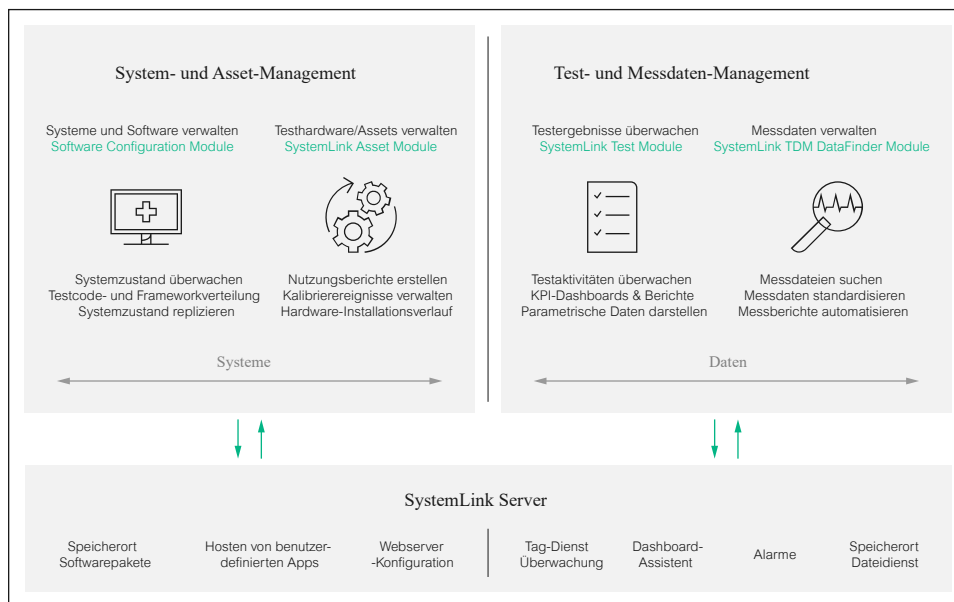 System- und Asset-Management
Systeme und Software verwalten
Software Configuration Module
Testhardware/Assets verwalten
SystemLink Asset Module
Systemzustand überwachen
Testcode- und Frameworkverteilung
Systemzustand replizieren
Nutzungsberichte erstellen
Kalibrierereignisse verwalten
Hardware-Installationsverlauf
Systeme
Test- und Messdaten-Management
Testergebnisse überwachen
SystemLink Test Module
Messdaten verwalten
SystemLink TDM DataFinder Module
Testaktivitäten überwachen
KPI-Dashboards & Berichte
Parametrische Daten darstellen
Messdateien suchen
Messdaten standardisieren
Messberichte automatisieren
Daten
SystemLink Server
Speicherort
Softwarepakete
Hosten von benutzer-
definierten Apps
Webserver
-Konfiguration
Tag-Dienst
Überwachung
Dashboard-
Assistent
Alarme
Speicherort
Dateidienst